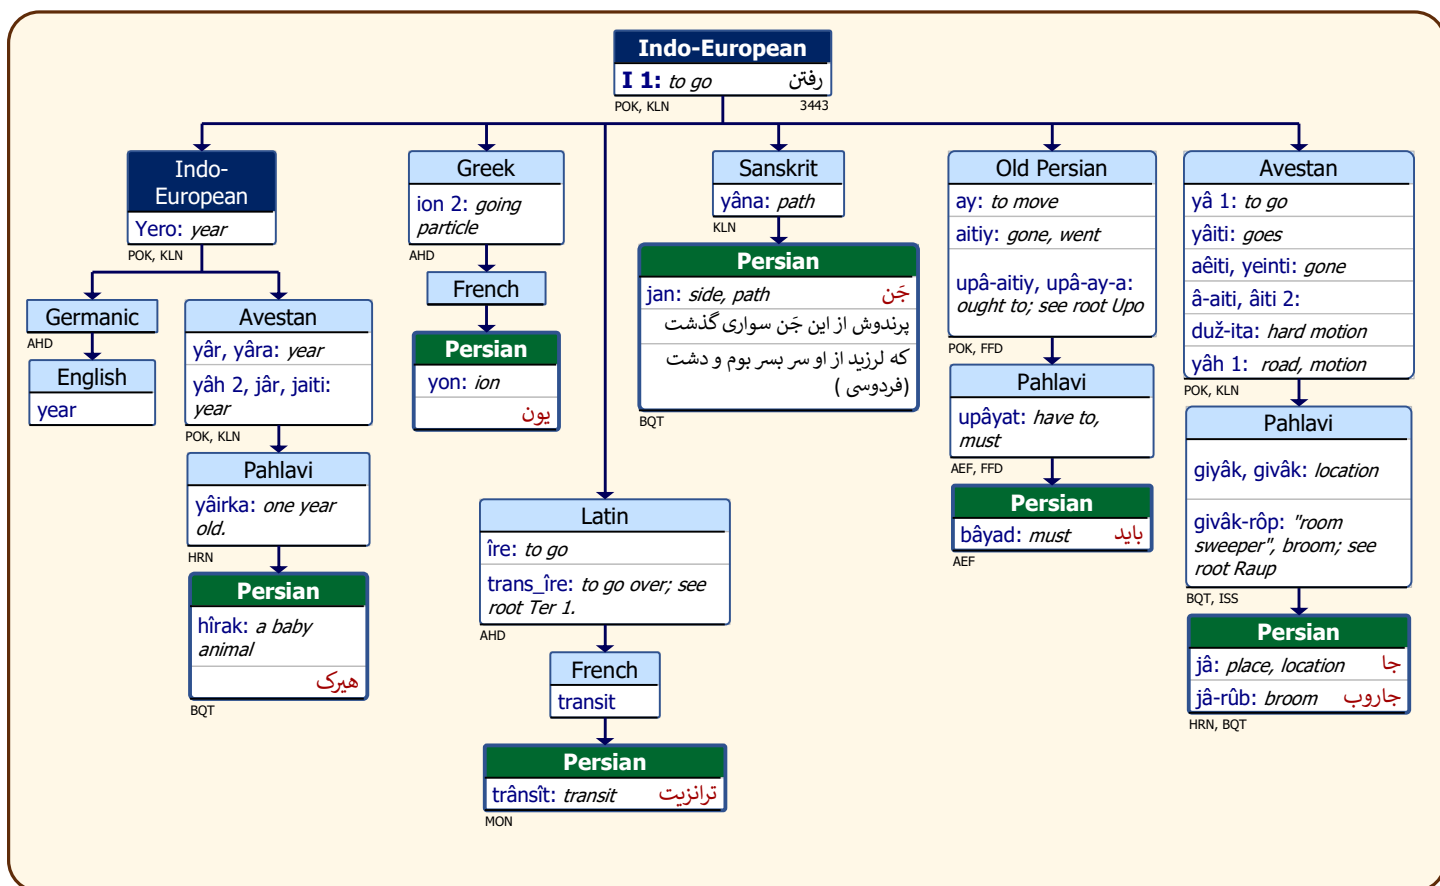 Indo-European
I 1: to go رفتن
POK, KLN 3443
Indo-
European
Yero: year
POK, KLN
Germanic
AHD
English
year
Avestan
yâr, yâra: year
yâh 2, jâr, jaiti:
year
POK, KLN
Pahlavi
yâirka: one year
old.
HRN
Persian
hîrak: a baby
animal
هیرک
BQT
Greek
ion 2: going
particle
AHD
French
Persian
yon: ion
یون
Latin
îre: to go
trans_îre: to go over; see
root Ter 1.
AHD
French
transit
Persian
trânsît: transit ترانزیت
MON
Sanskrit
yâna: path
KLN
Persian
jan: side, path جَن
پرندوش از این جَن سواری گذشت
که لرزید از او سر بسر بوم و دشت
(فردوسی )
BQT
Old Persian
ay: to move
aitiy: gone, went
upâ-aitiy, upâ-ay-a:
ought to; see root Upo
POK, FFD
Pahlavi
upâyat: have to,
must
AEF, FFD
Persian
bâyad: must باید
AEF
Avestan
yâ 1: to go
yâiti: goes
aêiti, yeinti: gone
â-aiti, âiti 2:
duž-ita: hard motion
yâh 1: road, motion
POK, KLN
Pahlavi
giyâk, givâk: location
givâk-rôp: "room
sweeper", broom; see
root Raup
BQT, ISS
Persian
jâ: place, location جا
jâ-rûb: broom جاروب
HRN, BQT